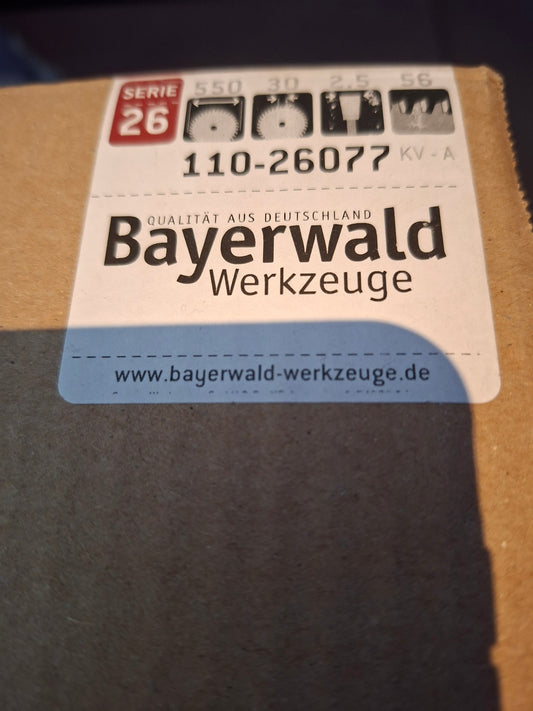 SERIE
26
550 30 2.5 56
110-26077 KV-A
QUALITÄT AUS DEUTSCHLAND
Bayerwald
Werkzeuge
www.bayerwald-werkzeuge.de